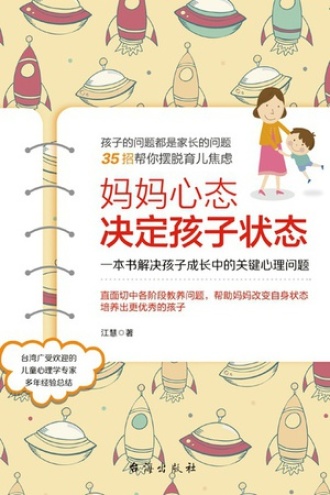 孩子的问题都是家长的问题
35招帮你摆脱育儿焦虑
妈妈心态
决定孩子状态
一本书解决孩子成长中的关键心理问题
直面切中各阶段教养问题，帮助妈妈改变自身状态
培养出更优秀的孩子
江慧 著
台湾广受欢迎的
儿童心理学专家
多年经验总结
台海出版社